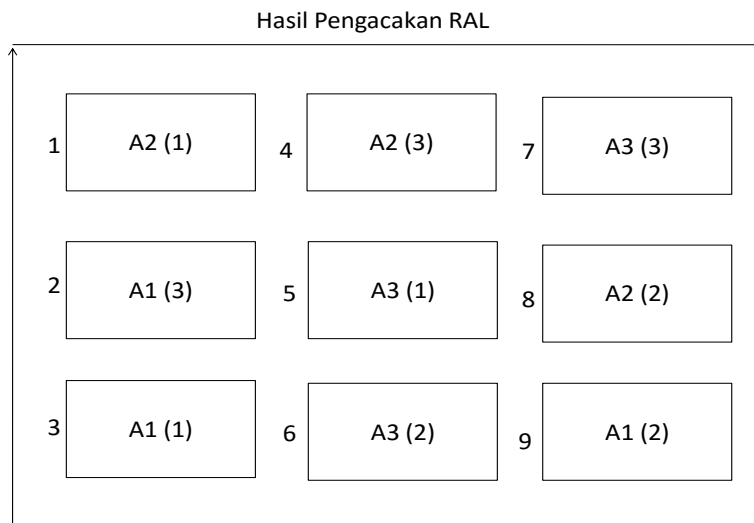 Hasil Pengacakan RAL
1 A2 (1) 4 A2 (3) 7 A3 (3)
2 A1 (3) 5 A3 (1) 8 A2 (2)
3 A1 (1) 6 A3 (2) 9 A1 (2)